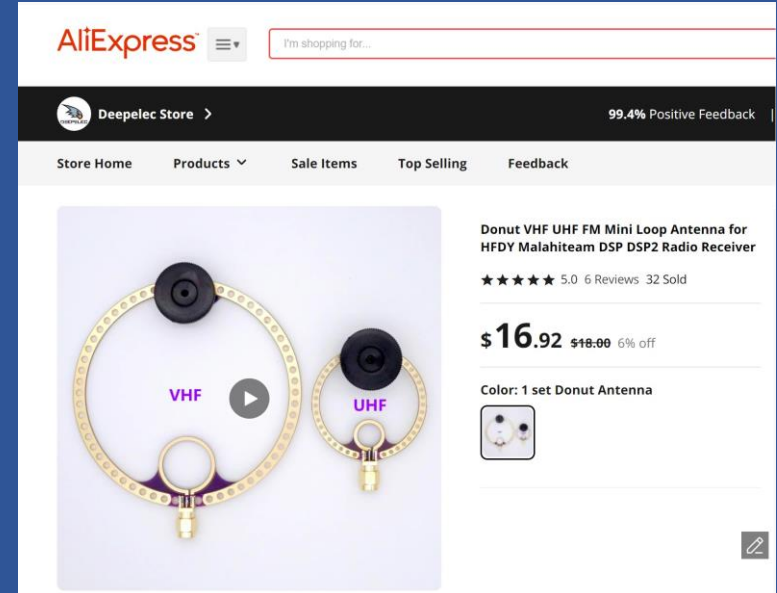 AliExpress
I'm shopping for...
Deepelec Store >
99.4% Positive Feedback |
Store Home Products Sale Items Top Selling Feedback
VHF
UHF
Donut VHF UHF FM Mini Loop Antenna for
HFDY Malahiteam DSP DSP2 Radio Receiver
★★★★★ 5.0 6 Reviews 32 Sold
$16.92 $18.00 6% off
Color: 1 set Donut Antenna